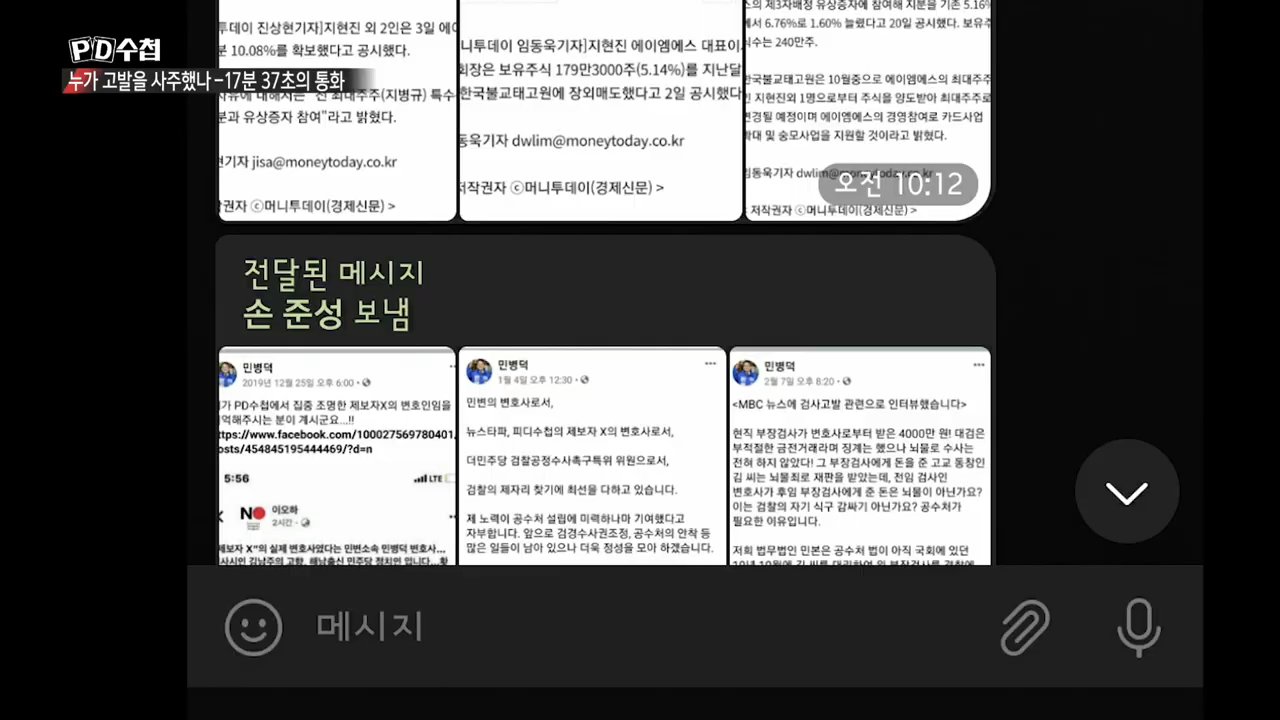 PD수첩
누가 고발을 사주했나-17분 37초의 통화
투데이 진상현기자]지현진 외 2인은 3일 에이
분 10.08%를 확보했다고 공시했다.
분과 유상증자 참여"라고 밝혔다.
jisa@moneytoday.co.kr
작권자 ⓒ머니투데이(경제신문) >
니투데이 임동욱기자]지현진 에이엠에스 대표이
회장은 보유주식 179만3000주(5.14%)를 지난달
한국불교태고원에 장외매도했다고 2일 공시했다
동욱기자 dwlim@moneytoday.co.kr
저작권자 ⓒ머니투데이(경제신문) >
의 제3자배정 유상증자에 참여해 지분을 기존 5.16%
에서 6.76%로 1.60% 늘렸다고 20일 공시했다. 보유주
식수는 240만주.
한국불교태고원은 10월중으로 에이엠에스의 최대주주
인 지현진외 1명으로부터 주식을 양도받아 최대주주로
변경될 예정이며 에이엠에스의 경영참여로 카드사업
확대 및 숭모사업을 지원할 것이라고 밝혔다.
임동욱기자 dwlim@moneytoday.co.kr
저작권자 ⓒ머니투데이(경제신문) >
오전 10:12
전달된 메시지
손 준성 보냄
민병덕
2019년 12월 25일 오후 6:00
가 PD수첩에서 집중 조명한 제보자X의 변호인임을
억해주시는 분이 계시군요...!!
ttps://www.facebook.com/100027569780401/
osts/454845195444469/?d=n
5:56
LTE
NO
이오하
2시간
제보자 X"의 실제 변호사였다는 민변소속 민병덕 변호사...
민병덕
1월 4일 오후 12:30
민변의 변호사로서,
뉴스타파, 피디수첩의 제보자 X의 변호사로서,
더민주당 검찰공정수사촉구특위 위원으로서,
검찰의 제자리 찾기에 최선을 다하고 있습니다.
제 노력이 공수처 설립에 미력하나마 기여했다고
자부합니다. 앞으로 검경수사권조정, 공수처의 안착 등
많은 일들이 남아 있으나 더욱 정성을 모아 하겠습니다.
민병덕
2월 7일 오후 8:20
<MBC 뉴스에 검사고발 관련으로 인터뷰했습니다>
현직 부장검사가 변호사로부터 받은 4000만 원! 대검은
부적절한 금전거래라며 징계는 했으나 뇌물로 수사는
전혀 하지 않았다! 그 부장검사에게 돈을 준 고교 동창인
김 씨는 뇌물죄로 재판을 받았는데, 전임 검사인
변호사가 후임 부장검사에게 준 돈은 뇌물이 아닌가요?
이는 검찰의 자기 식구 감싸기 아닌가요? 공수처가
필요한 이유입니다.
저희 법무법인 민본은 공수처 법이 아직 국회에 있던
메시지